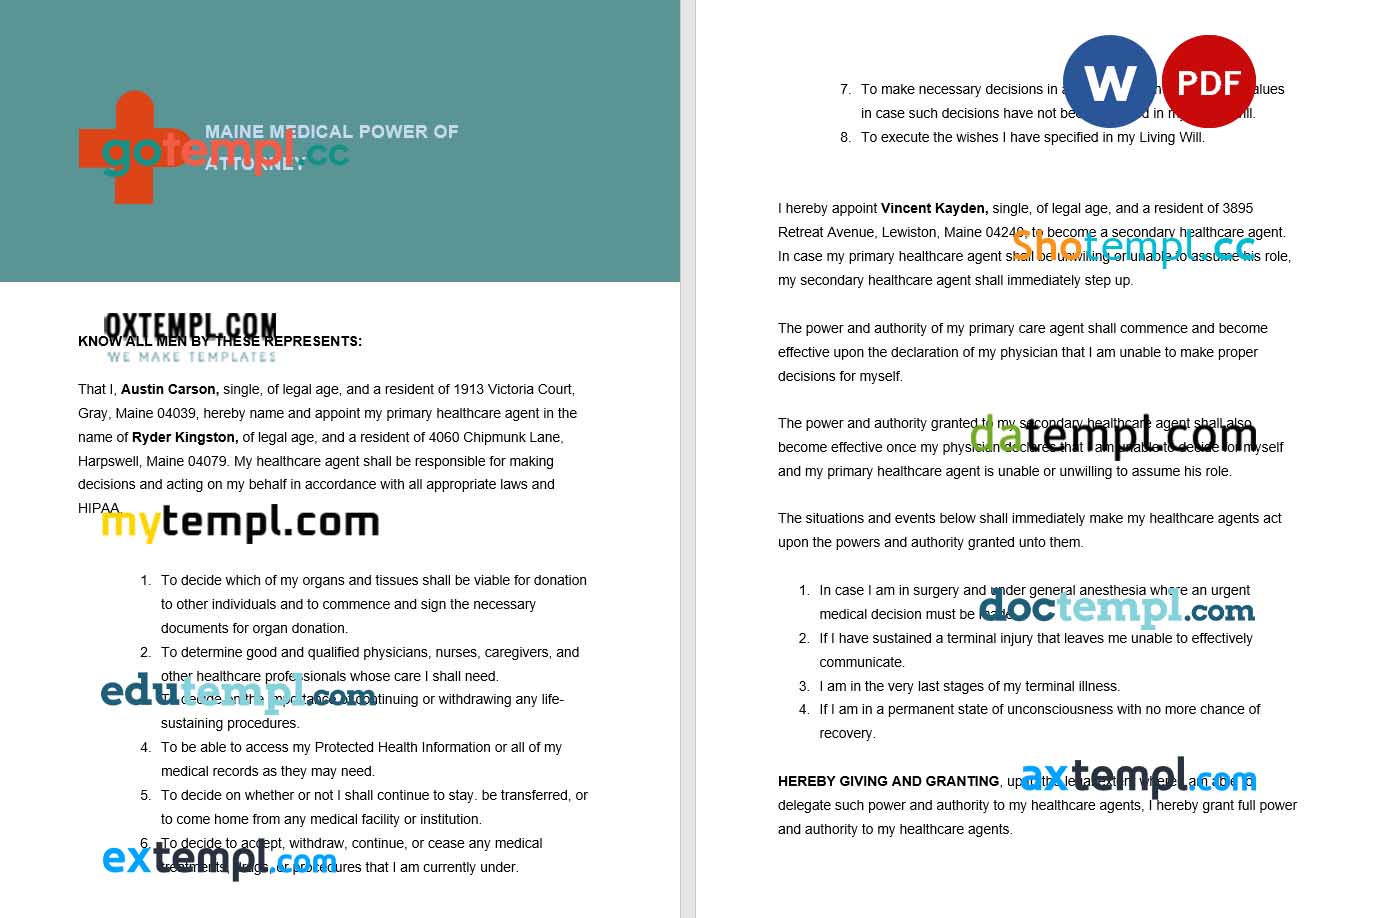 MAINE MEDICAL POWER OF
ATTORNEY
gotempl.cc
OXTEMPL.COM
WE MAKE TEMPLATES
KNOW ALL MEN BY THESE REPRESENTS:
That I, Austin Carson, single, of legal age, and a resident of 1913 Victoria Court,
Gray, Maine 04039, hereby name and appoint my primary healthcare agent in the
name of Ryder Kingston, of legal age, and a resident of 4060 Chipmunk Lane,
Harpswell, Maine 04079. My healthcare agent shall be responsible for making
decisions and acting on my behalf in accordance with all appropriate laws and
HIPAA.
mytempl.com
1. To decide which of my organs and tissues shall be viable for donation
to other individuals and to commence and sign the necessary
documents for organ donation.
2. To determine good and qualified physicians, nurses, caregivers, and
other healthcare professionals whose care I shall need.
edutempl.com
To decide on the importance of continuing or withdrawing any life-
sustaining procedures.
4. To be able to access my Protected Health Information or all of my
medical records as they may need.
5. To decide on whether or not I shall continue to stay. be transferred, or
to come home from any medical facility or institution.
6. To decide to accept, withdraw, continue, or cease any medical
extempl.com
treatments, drugs, or procedures that I am currently under.
W
PDF
7. To make necessary decisions in
in case such decisions have not in
8. To execute the wishes I have specified in my Living Will.
I hereby appoint Vincent Kayden, single, of legal age, and a resident of 3895
Retreat Avenue, Lewiston, Maine 04240, to become a secondary healthcare agent.
Shotempl.cc
In case my primary healthcare agent shall be unwilling or unable to assume his role,
my secondary healthcare agent shall immediately step up.
The power and authority of my primary care agent shall commence and become
effective upon the declaration of my physician that I am unable to make proper
decisions for myself.
The power and authority granted to my secondary healthcare agent shall also
datempl.com
become effective once my physician declares that I am unable to decide for myself
and my primary healthcare agent is unable or unwilling to assume his role.
The situations and events below shall immediately make my healthcare agents act
upon the powers and authority granted unto them.
1. In case I am in surgery and under general anesthesia where an urgent
medical decision must be made.
doctempl.com
2. If I have sustained a terminal injury that leaves me unable to effectively
communicate.
3. I am in the very last stages of my terminal illness.
4. If I am in a permanent state of unconsciousness with no more chance of
recovery.
HEREBY GIVING AND GRANTING, upon the legal extent where I am able to
axtempl.com
delegate such power and authority to my healthcare agents, I hereby grant full power
and authority to my healthcare agents.